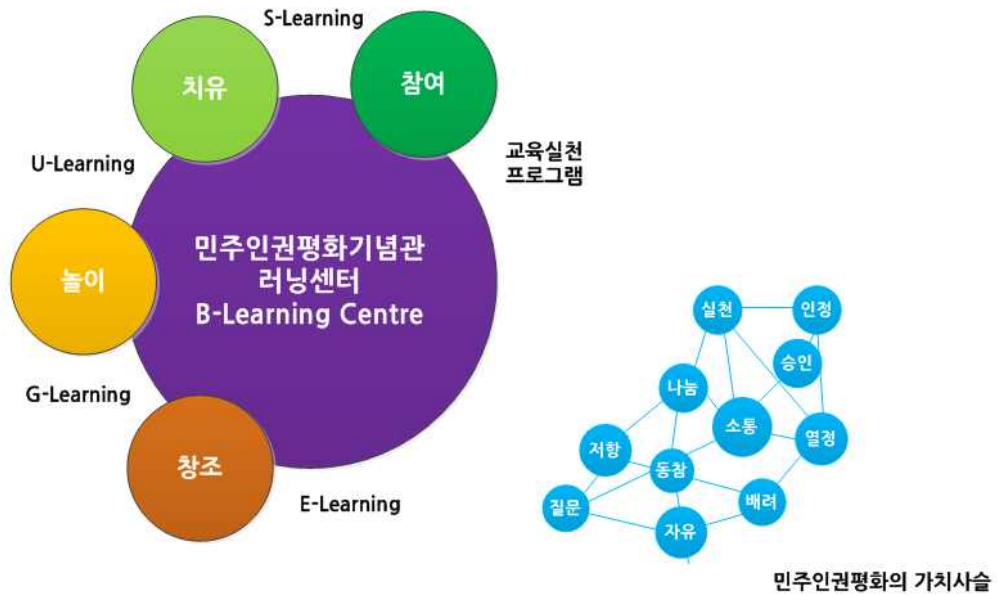 S-Learning
치유
참여
U-Learning
교육실천
프로그램
민주인권평화기념관
러닝센터
B-Learning Centre
놀이
G-Learning
창조
E-Learning
실천
인정
승인
나눔
소통
열정
저항
동참
질문
배려
자유
민주인권평화의 가치사슬